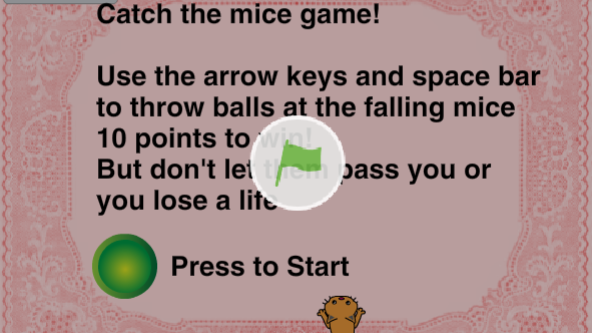 Catch the mice game!
Use the arrow keys and space bar
to throw balls at the falling mice
10 points to win!
But don't let them pass you or
you lose a life
Press to Start